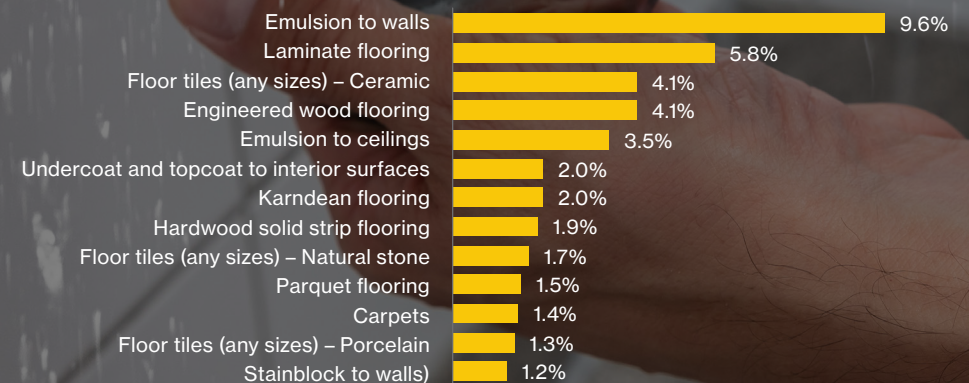 Emulsion to walls 9.6%
Laminate flooring 5.8%
Floor tiles (any sizes) – Ceramic 4.1%
Engineered wood flooring 4.1%
Emulsion to ceilings 3.5%
Undercoat and topcoat to interior surfaces 2.0%
Karndean flooring 2.0%
Hardwood solid strip flooring 1.9%
Floor tiles (any sizes) – Natural stone 1.7%
Parquet flooring 1.5%
Carpets 1.4%
Floor tiles (any sizes) – Porcelain 1.3%
Stainblock to walls) 1.2%